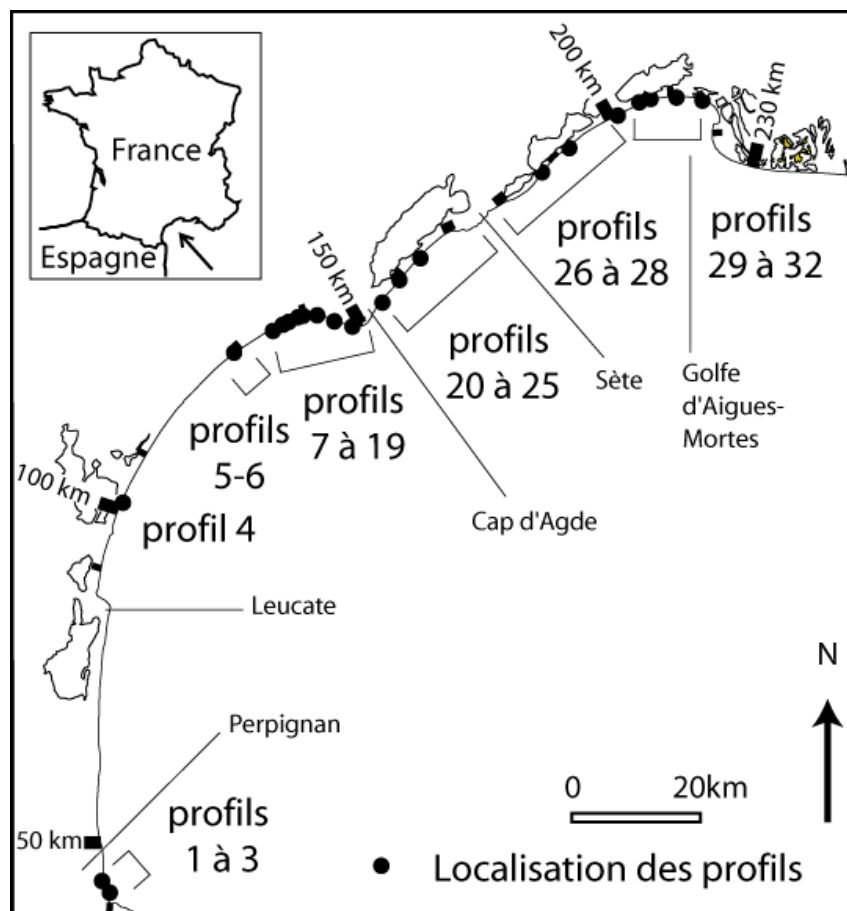 France
Espagne
200 km
230 km
150 km
profils
26 à 28
profils
29 à 32
profils
20 à 25
Sète
Golfe
d'Aigues-
Mortes
profils
7 à 19
profils
5-6
100 km
profil 4
Cap d'Agde
Leucate
N
Perpignan
0 20km
50 km
profils
1 à 3
Localisation des profils